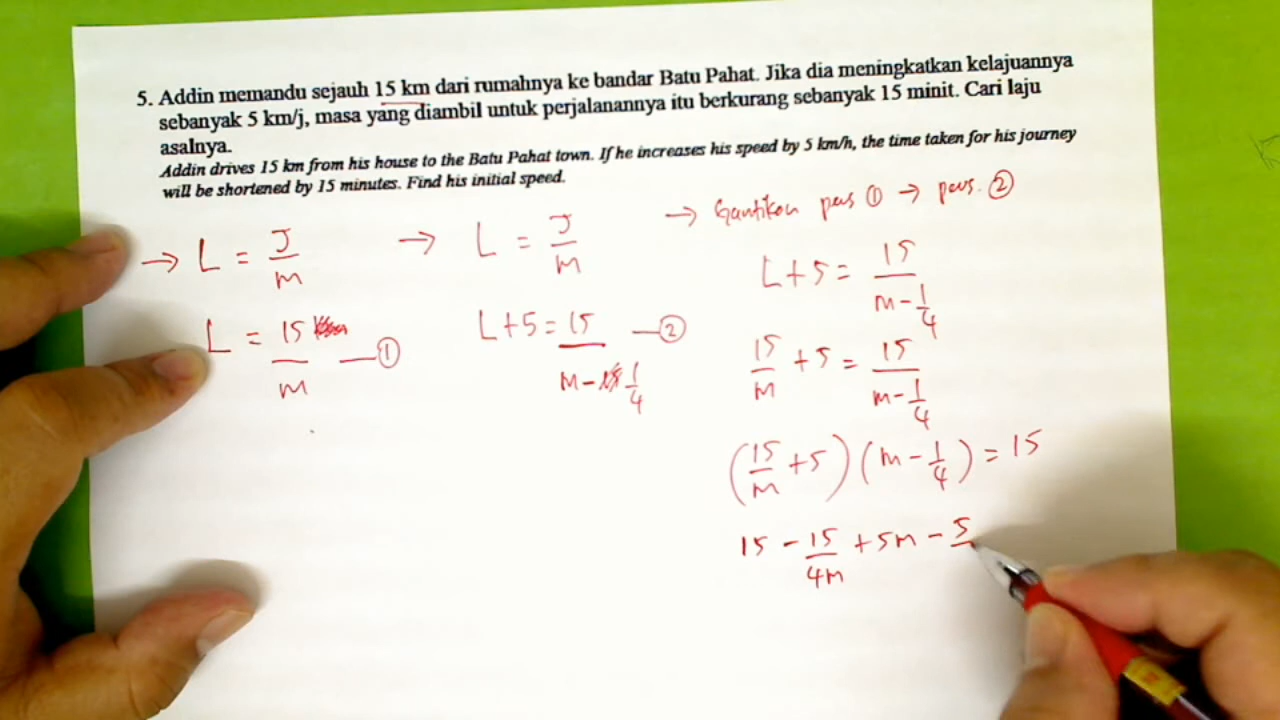 5. Addin memandu sejauh 15 km dari rumahnya ke bandar Batu Pahat. Jika dia meningkatkan kelajuannya
sebanyak 5 km/j, masa yang diambil untuk perjalanannya itu berkurang sebanyak 15 minit. Cari laju
asalnya.
Addin drives 15 km from his house to the Batu Pahat town. If he increases his speed by 5 km/h, the time taken for his journey
will be shortened by 15 minutes. Find his initial speed.
→ L = J/m
L = 15/m —①
→ L = J/m
L+5 = 15/(m - 1/4) —②
→ Gantikan pers ① → pers. ②
L+5 = 15/(m - 1/4)
15/m + 5 = 15/(m - 1/4)
(15/m + 5)(m - 1/4) = 15
15 - 15/4m + 5m - 5